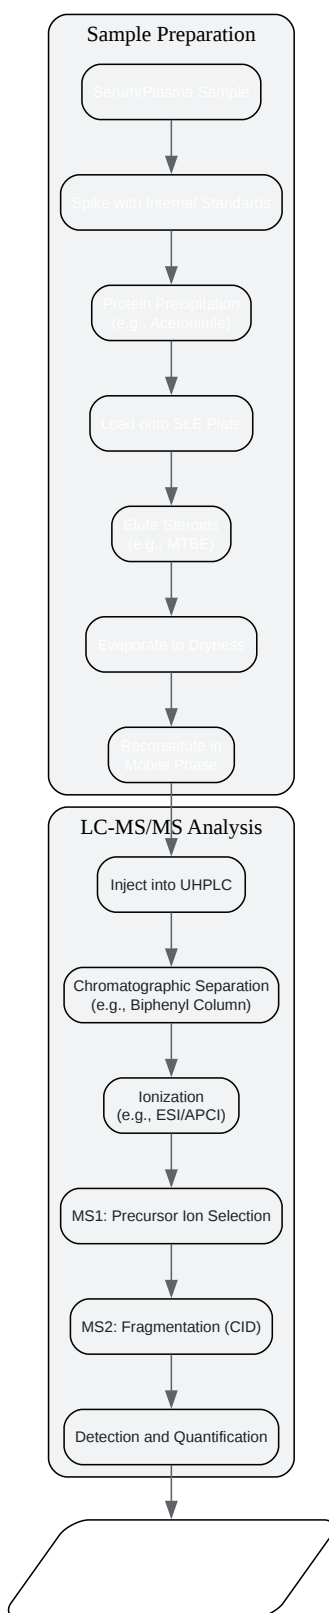 Sample Preparation
Serum/Plasma Sample
Spike with Internal Standards
Protein Precipitation
(e.g., Acetonitrile)
Load onto SLE Plate
Elute Steroids
(e.g., MTBE)
Evaporate to Dryness
Reconstitute in
Mobile Phase
LC-MS/MS Analysis
Inject into UHPLC
Chromatographic Separation
(e.g., Biphenyl Column)
Ionization
(e.g., ESI/APCI)
MS1: Precursor Ion Selection
MS2: Fragmentation (CID)
Detection and Quantification